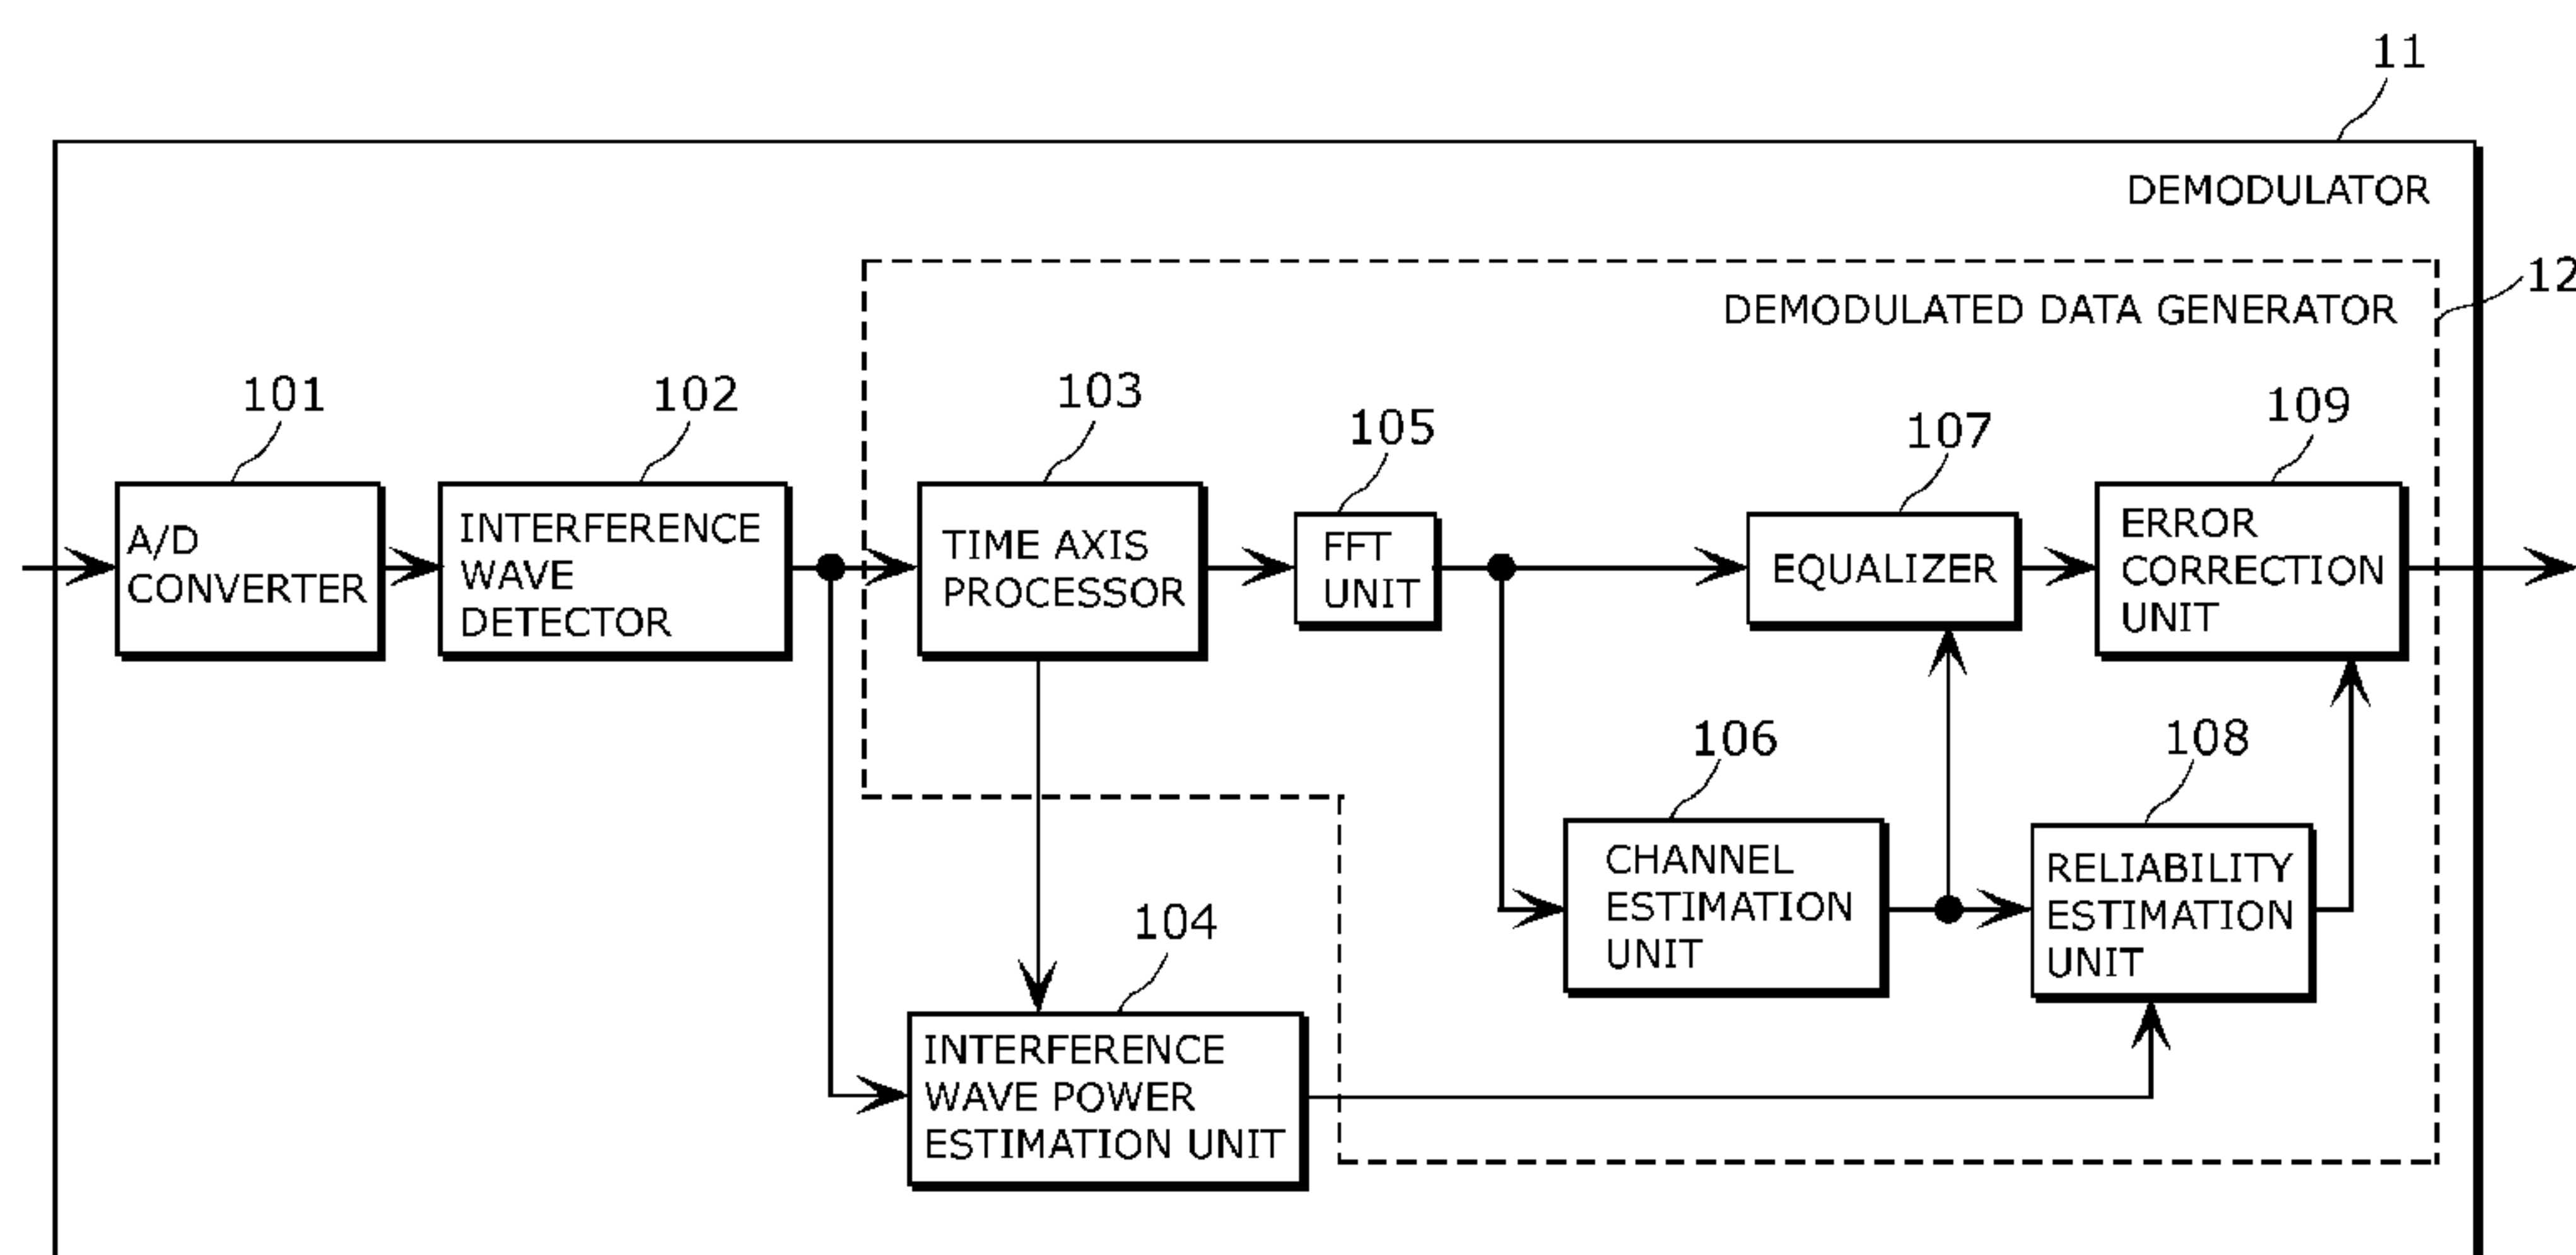 11
DEMODULATOR
12
DEMODULATED DATA GENERATOR
101
102
103
105
107
109
A/D
CONVERTER
INTERFERENCE
WAVE
DETECTOR
TIME AXIS
PROCESSOR
FFT
UNIT
EQUALIZER
ERROR
CORRECTION
UNIT
106
108
CHANNEL
ESTIMATION
UNIT
RELIABILITY
ESTIMATION
UNIT
104
INTERFERENCE
WAVE POWER
ESTIMATION UNIT